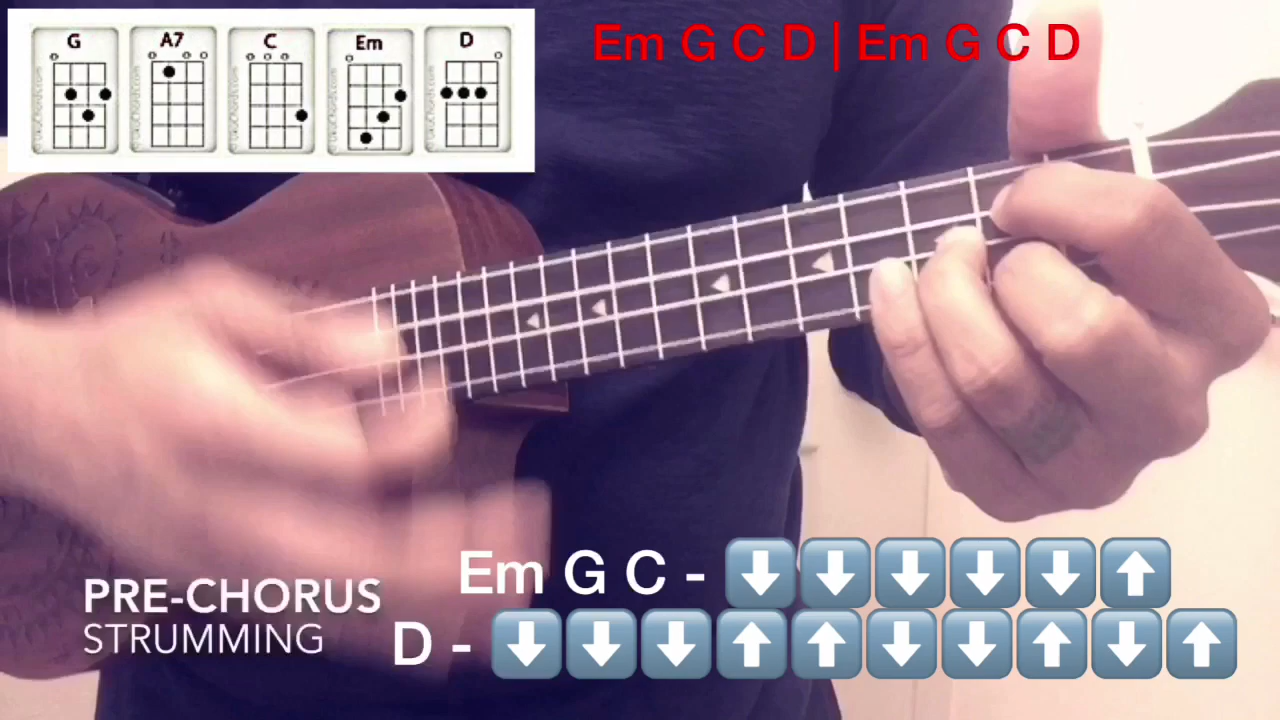 G A7 C Em D
Em G C D | Em G C D
PRE-CHORUS
STRUMMING
Em G C - ⬇️⬇️⬇️⬇️⬇️⬆️
D - ⬇️⬇️⬇️⬆️⬆️⬇️⬇️⬆️⬇️⬆️